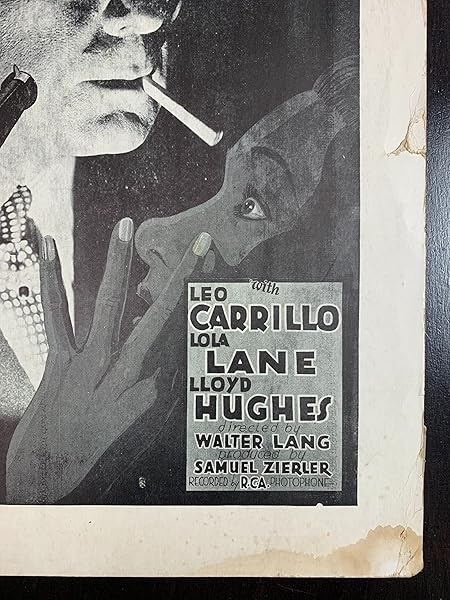 with
LEO
CARRILLO
LOLA
LANE
LLOYD
HUGHES
directed by
WALTER LANG
produced by
SAMUEL ZIERLER
RECORDED by R.C.A. PHOTOPHONE